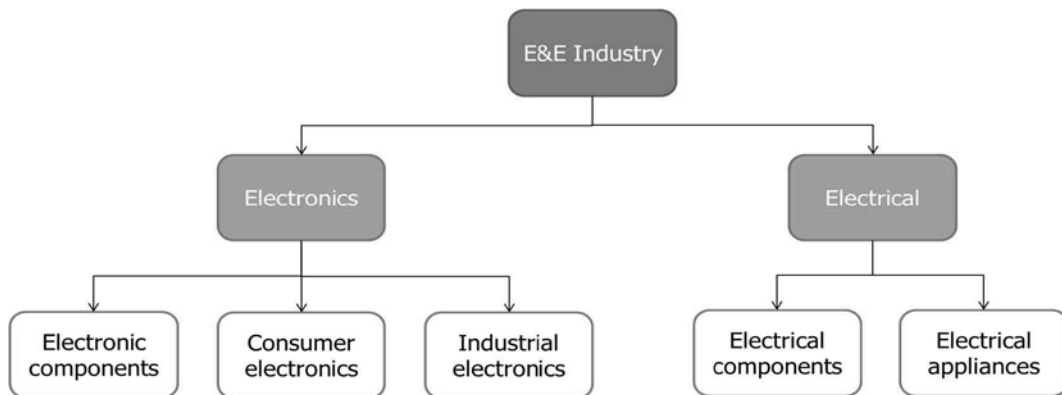 E&E Industry
Electronics
Electrical
Electronic
components
Consumer
electronics
Industrial
electronics
Electrical
components
Electrical
appliances